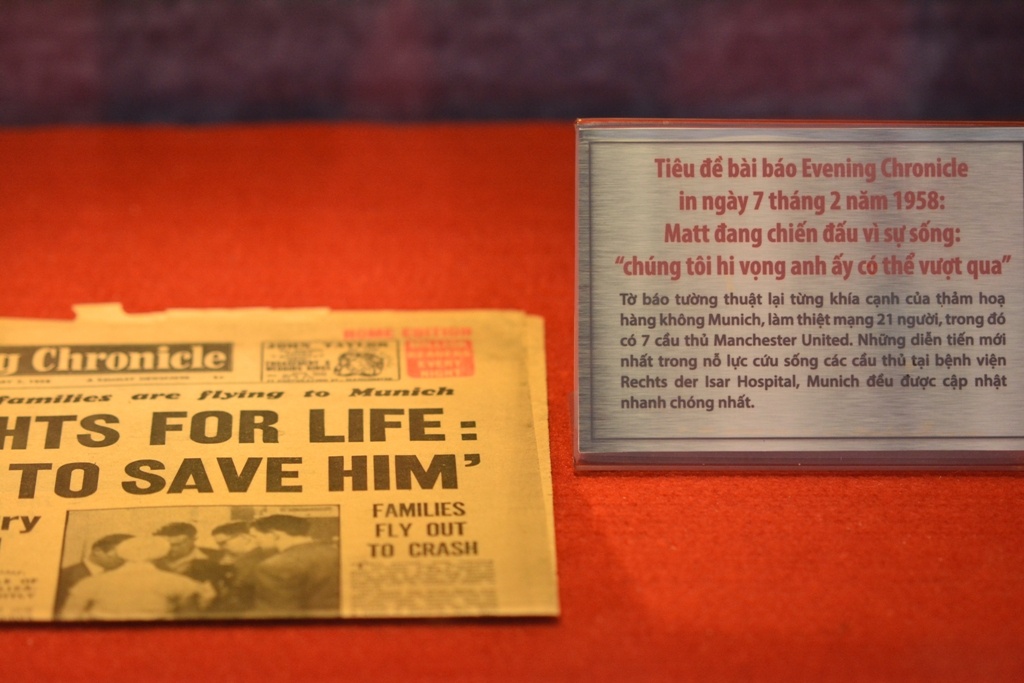 y Chronicle
JOHN
HOME EDITION
families are flying to Munich
HTS FOR LIFE:
TO SAVE HIM’
ry
FAMILIES
FLY OUT
TO CRASH
Tiêu đề bài báo Evening Chronicle
in ngày 7 tháng 2 năm 1958:
Matt đang chiến đấu vì sự sống:
“chúng tôi hi vọng anh ấy có thể vượt qua”
Tờ báo tường thuật lại từng khía cạnh của thảm hoạ
hàng không Munich, làm thiệt mạng 21 người, trong đó
có 7 cầu thủ Manchester United. Những diễn tiến mới
nhất trong nỗ lực cứu sống các cầu thủ tại bệnh viện
Rechts der Isar Hospital, Munich đều được cập nhật
nhanh chóng nhất.